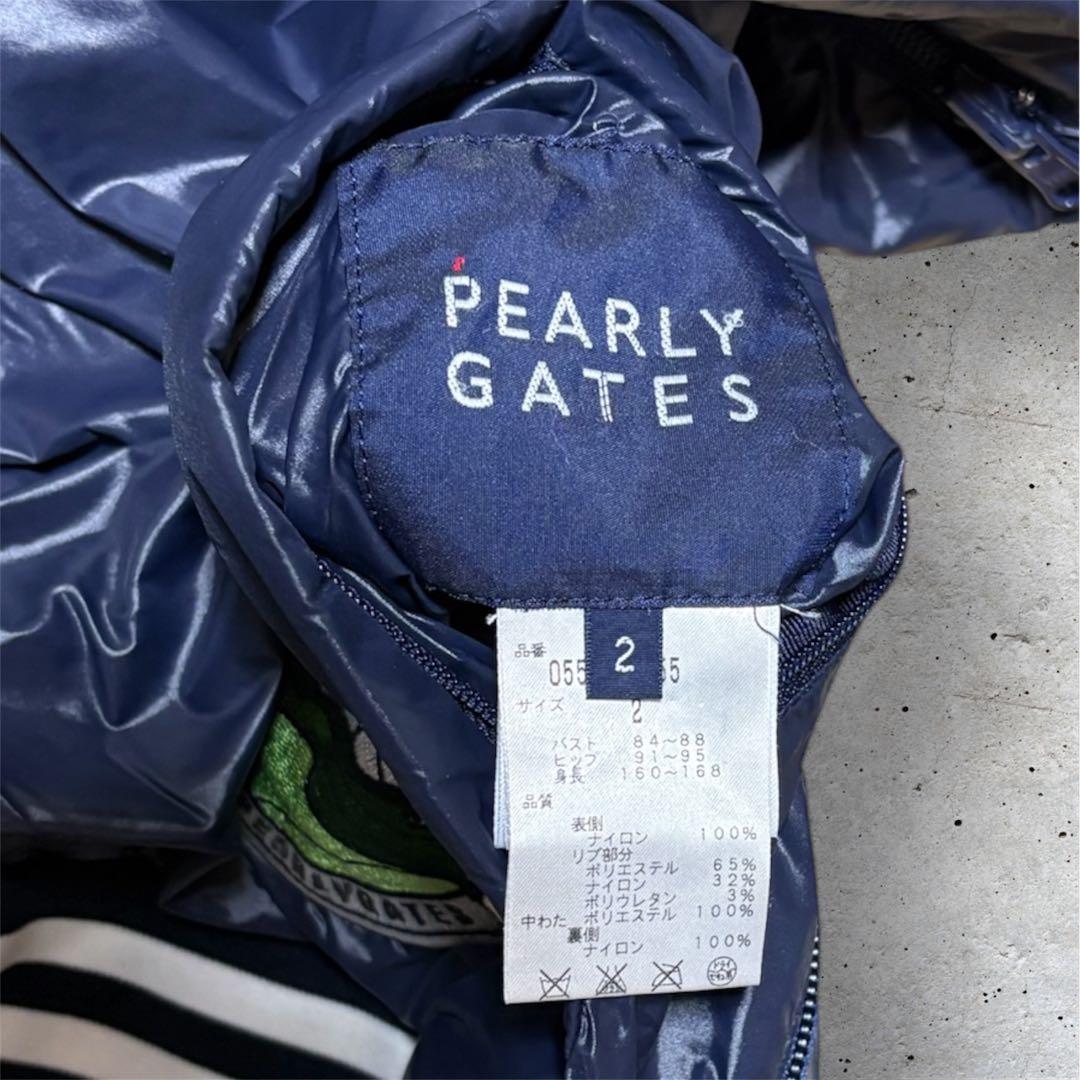 PEARLY
GATES
2
品番
055 55
サイズ 2
バスト 84～88
ヒップ 91～95
身長 160～168
品質
表側
ナイロン 100%
リブ部分
ポリエステル 65%
ナイロン 32%
ポリウレタン 3%
中わた ポリエステル 100%
裏側
ナイロン 100%
ドライ